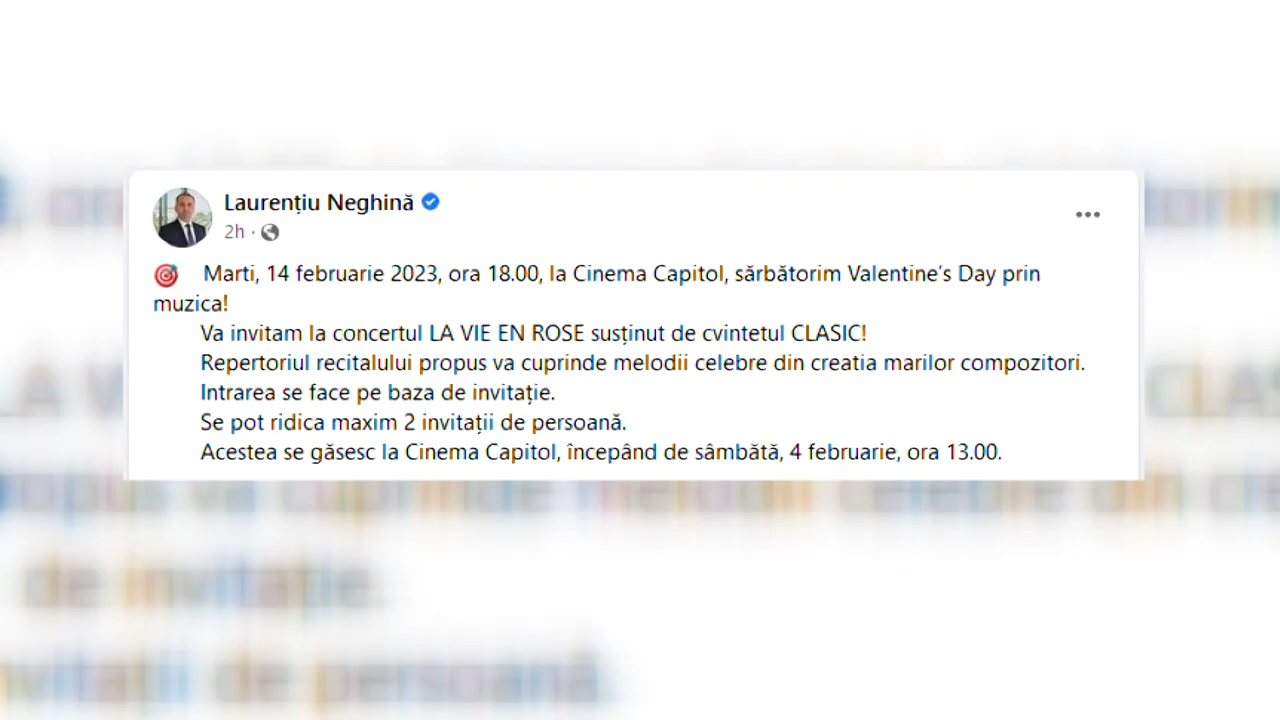 Laurențiu Neghină
2h ·
Marti, 14 februarie 2023, ora 18.00, la Cinema Capitol, sărbătorim Valentine's Day prin
muzica!
Va invitam la concertul LA VIE EN ROSE susținut de cvintetul CLASIC!
Repertoriul recitalului propus va cuprinde melodii celebre din creatia marilor compozitori.
Intrarea se face pe baza de invitație.
Se pot ridica maxim 2 invitații de persoană.
Acestea se găsesc la Cinema Capitol, începând de sâmbătă, 4 februarie, ora 13.00.